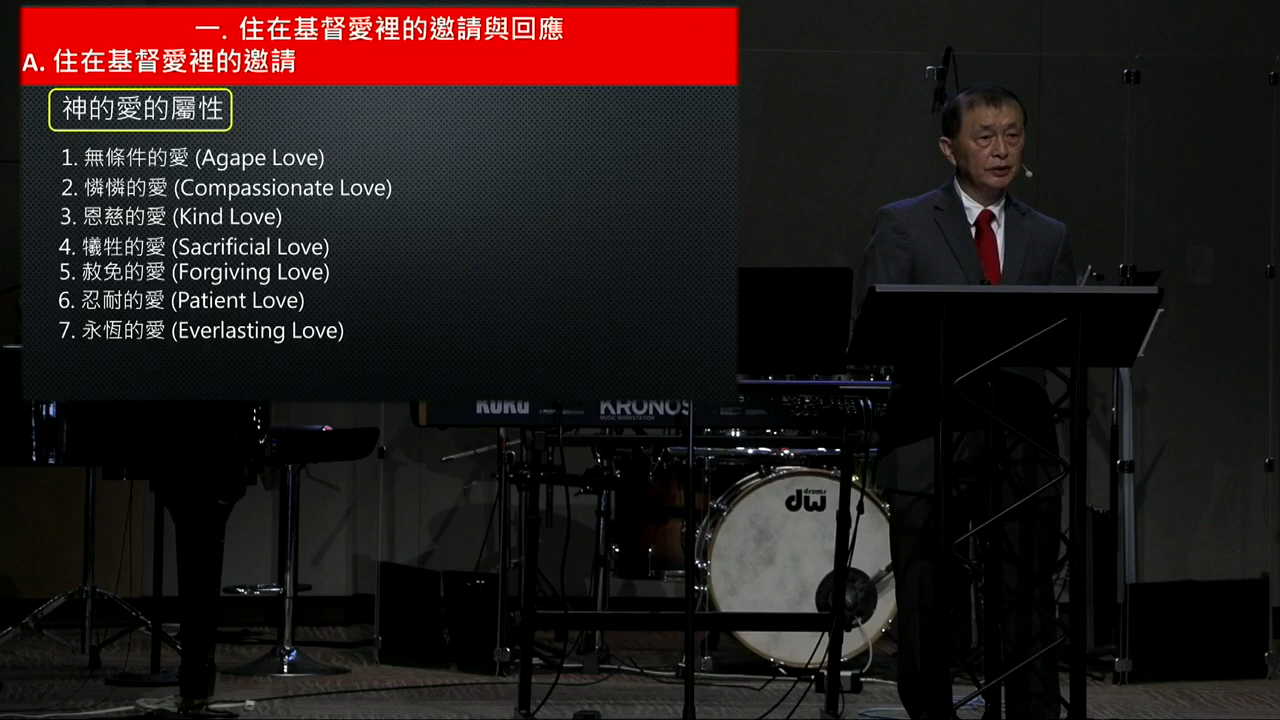 一. 住在基督愛裡的邀請與回應
A. 住在基督愛裡的邀請
神的愛的屬性
1. 無條件的愛 (Agape Love)
2. 憐憐的愛 (Compassionate Love)
3. 恩慈的愛 (Kind Love)
4. 犧牲的愛 (Sacrificial Love)
5. 赦免的愛 (Forgiving Love)
6. 忍耐的愛 (Patient Love)
7. 永恆的愛 (Everlasting Love)
KORG
KRONOS
MUSIC WORKSTATION
drums
dw